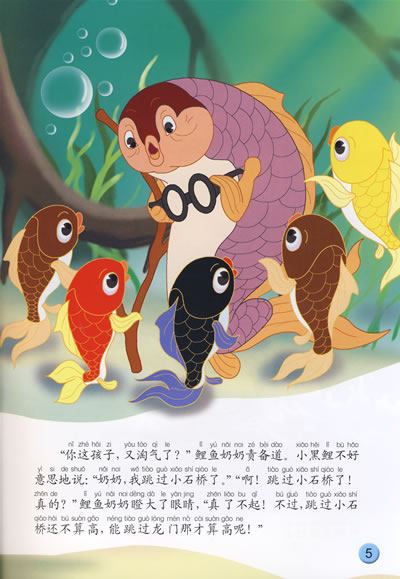 nǐ zhè hái zi yòu táo qì le lǐ yú nǎi nai zé bèi dào xiǎo hēi lǐ bù hǎo
“你这孩子,又淘气了?”鲤鱼奶奶责备道。小黑鲤不好
yì si de shuō nǎi nai wǒ tiào guò xiǎo shí qiáo le ā tiào guò xiǎo shí qiáo le
意思地说:“奶奶,我跳过小石桥了。”“啊!跳过小石桥了!
zhēn de lǐ yú nǎi nai dèng dà le yǎn jing zhēn liǎo bu qǐ bú guò tiào guò xiǎo shí
真的?”鲤鱼奶奶瞪大了眼睛,“真了不起!不过,跳过小石
qiáo hái bú suàn gāo néng tiào guò lóng mén nà cái suàn gāo ne
桥还不算高,能跳过龙门那才算高呢!”
5